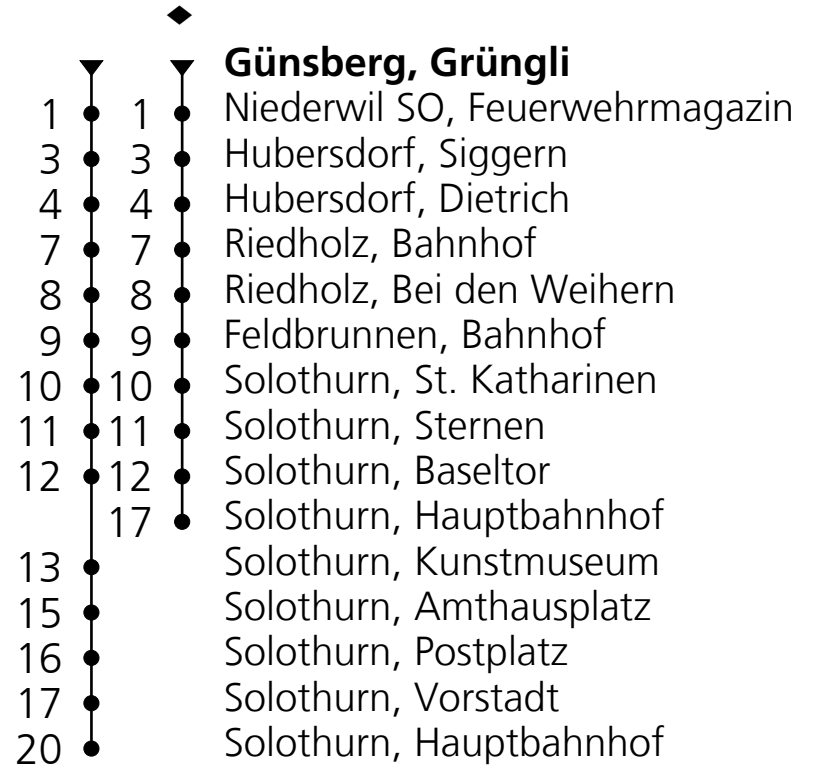 Günsberg, Grüngli
1 1 Niederwil SO, Feuerwehrmagazin
3 3 Hubersdorf, Siggern
4 4 Hubersdorf, Dietrich
7 7 Riedholz, Bahnhof
8 8 Riedholz, Bei den Weihern
9 9 Feldbrunnen, Bahnhof
10 10 Solothurn, St. Katharinen
11 11 Solothurn, Sternen
12 12 Solothurn, Baseltor
17 Solothurn, Hauptbahnhof
13 Solothurn, Kunstmuseum
15 Solothurn, Amthausplatz
16 Solothurn, Postplatz
17 Solothurn, Vorstadt
20 Solothurn, Hauptbahnhof